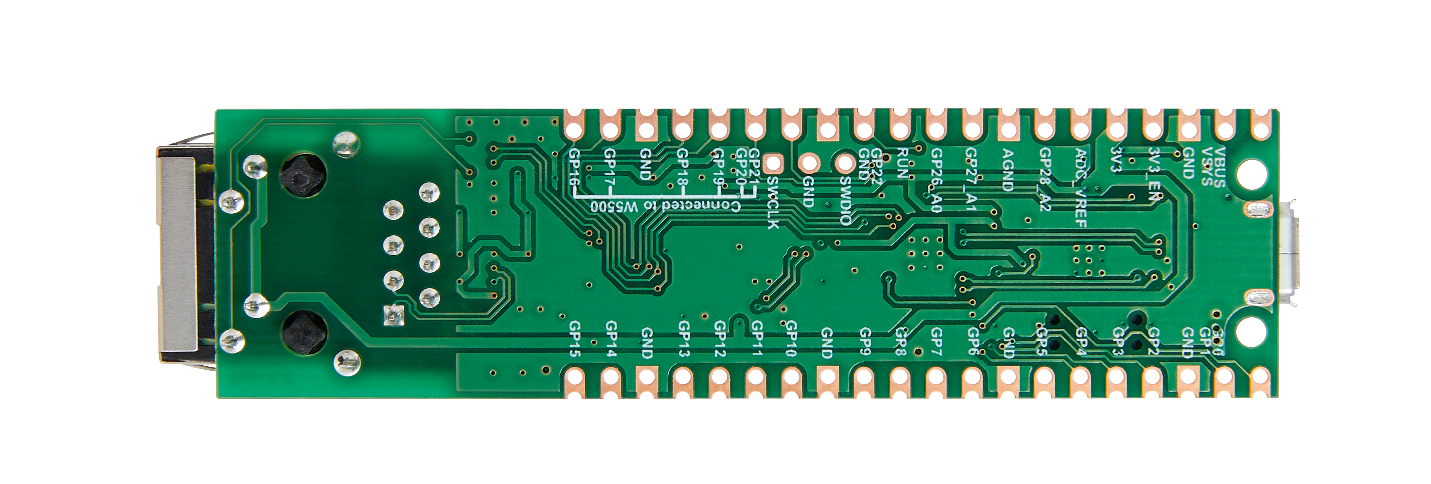 GP16
GP17
GND
GP18
GP19
GP20
GP21
GND
GP22
RUN
GP26_A0
GP27_A1
AGND
GP28_A2
ADC_VREF
3V3
3V3_EN
GND
VSYS
VBUS
Connected to W5500
SWCLK
GND
SWDIO
GP15
GP14
GND
GP13
GP12
GP11
GP10
GND
GP9
GP8
GP7
GP6
GND
GP5
GP4
GP3
GP2
GND
GP1
GP0